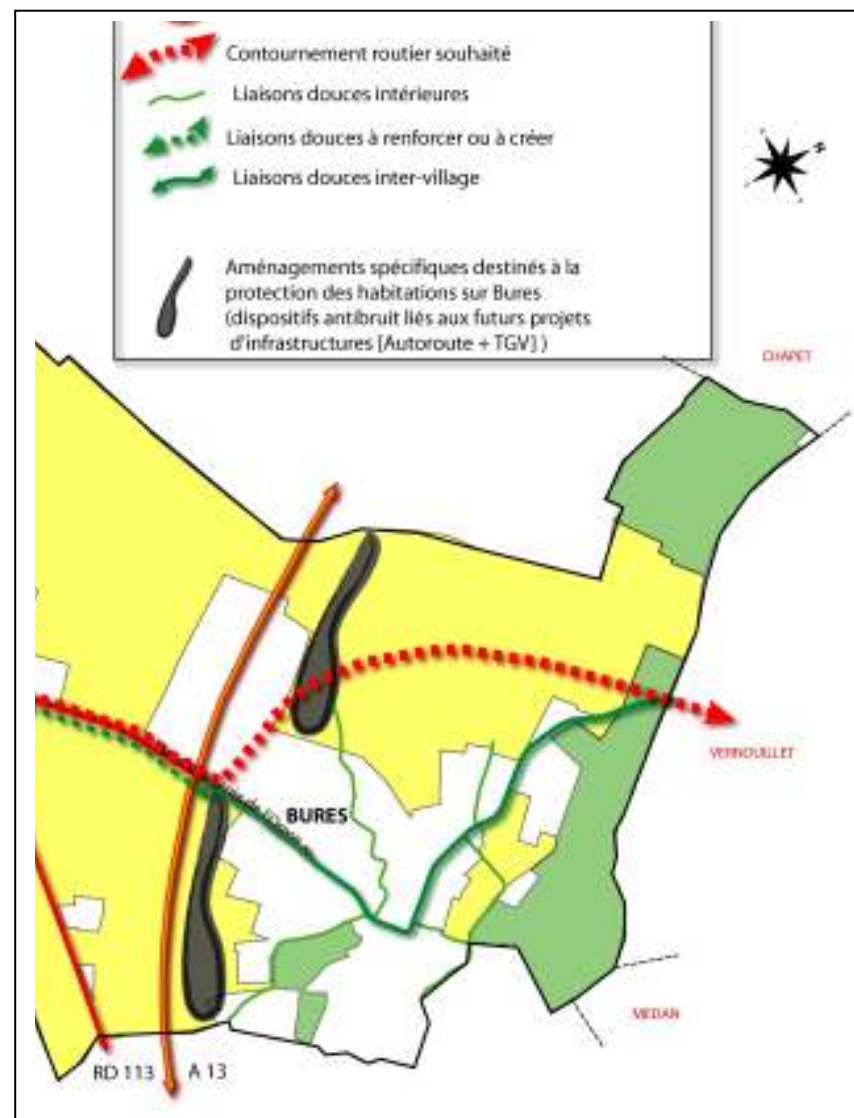 Contournement routier souhaité
Liaisons douces intérieures
Liaisons douces à renforcer ou à créer
Liaisons douces inter-village
Aménagements spécifiques destinés à la
protection des habitations sur Bures
(dispositifs antibruit liés aux futurs projets
d'infrastructures [Autoroute + TGV] )
N
CHAPET
VERNOUILLET
BURES
MEDAN
RD 113
A 13